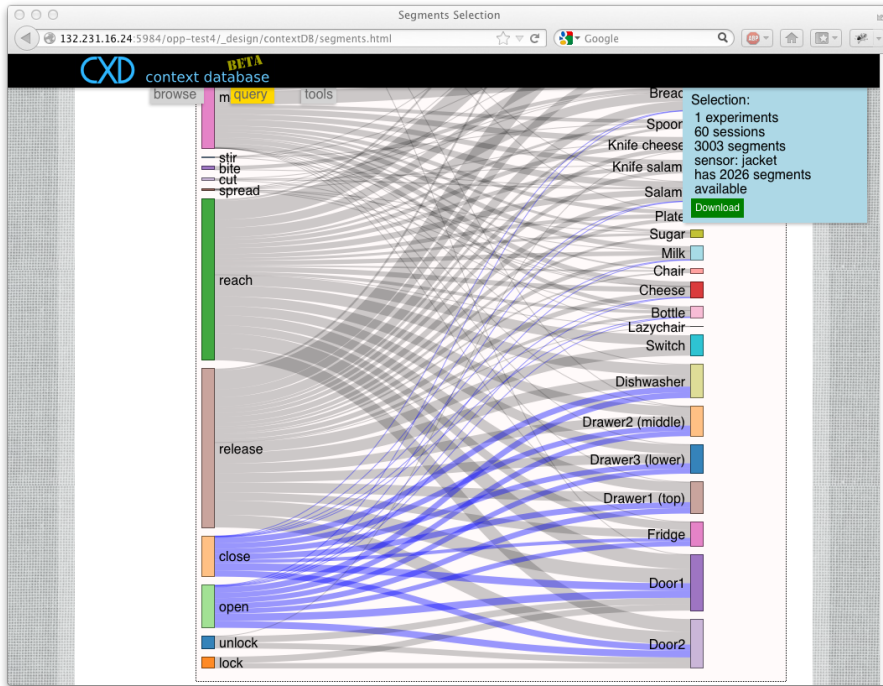 Segments Selection
132.231.16.24:5984/opp-test4/_design/contextDB/segments.html
Google
ABP
CXD context database BETA
browse query tools
m
stir
bite
cut
spread
reach
release
close
open
unlock
lock
Bread
Spoon
Knife cheese
Knife salami
Salami
Plate
Sugar
Milk
Chair
Cheese
Bottle
Lazychair
Switch
Dishwasher
Drawer2 (middle)
Drawer3 (lower)
Drawer1 (top)
Fridge
Door1
Door2
Selection:
1 experiments
60 sessions
3003 segments
sensor: jacket
has 2026 segments
available
Download